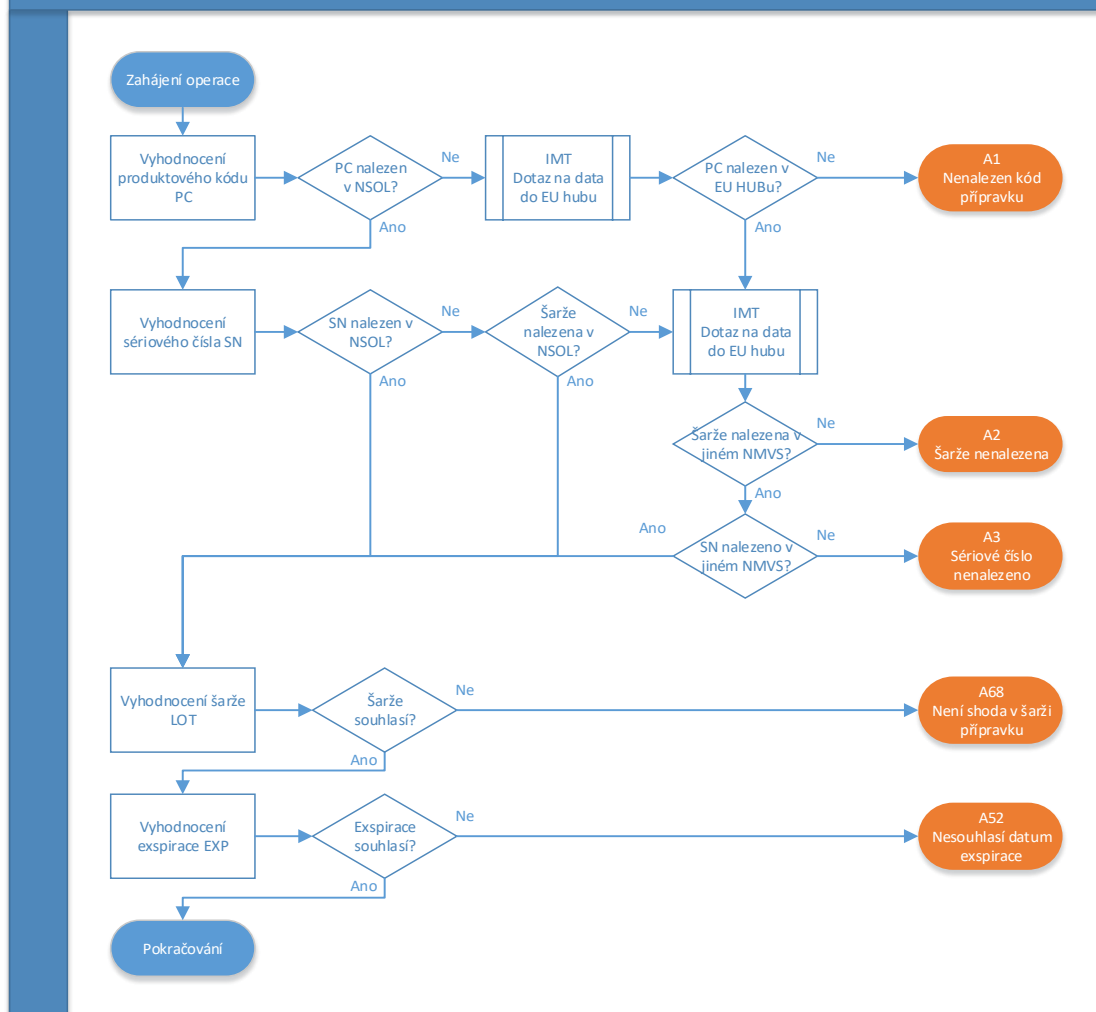 Zahájení operace
Vyhodnocení
produktového kódu
PC
PC nalezen
v NSOL?
Ne
Ano
IMT
Dotaz na data
do EU hubu
PC nalezen v
EU HUBu?
Ne
Ano
A1
Nenalezen kód
přípravku
Vyhodnocení
sériového čísla SN
SN nalezen v
NSOL?
Ne
Ano
Šarže
nalezena v
NSOL?
Ne
Ano
IMT
Dotaz na data
do EU hubu
Šarže nalezena v
jiném NMVS?
Ne
Ano
A2
Šarže nenalezena
Ano
SN nalezeno v
jiném NMVS?
Ne
A3
Sériové číslo
nenalezeno
Vyhodnocení šarže
LOT
Šarže
souhlasí?
Ne
Ano
A68
Není shoda v šarži
přípravku
Vyhodnocení
exspirace EXP
Exspirace
souhlasí?
Ne
Ano
A52
Nesouhlasí datum
exspirace
Pokračování